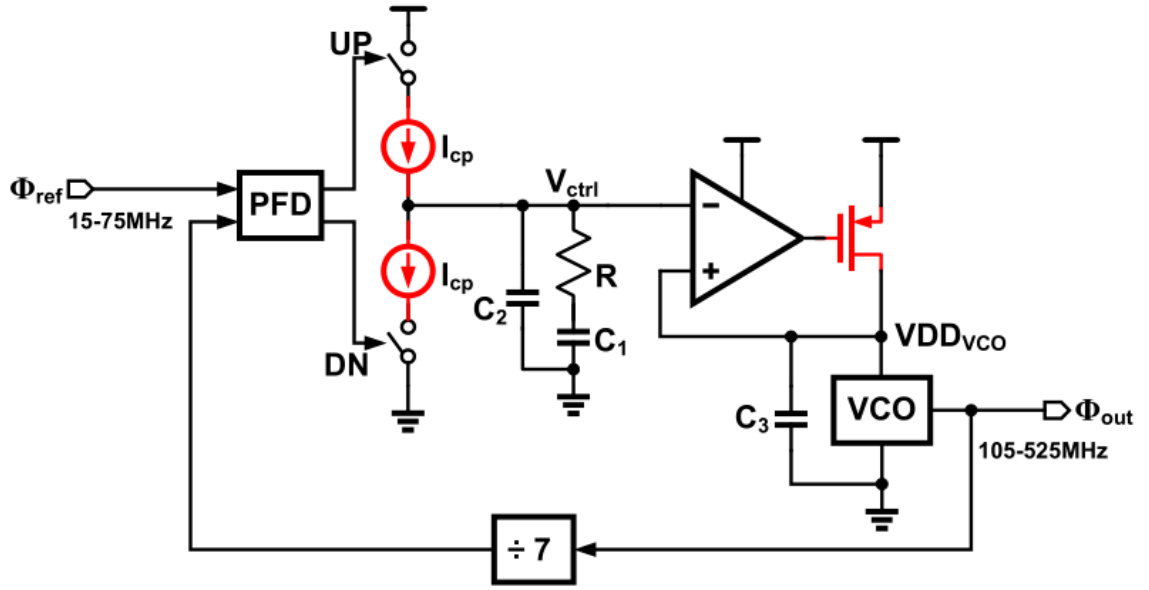 UP
Icp
Φref
15-75MHz
PFD
Vctrl
−
+
Icp
R
C2
C1
DN
VDDVCO
VCO
C3
Φout
105-525MHz
÷ 7